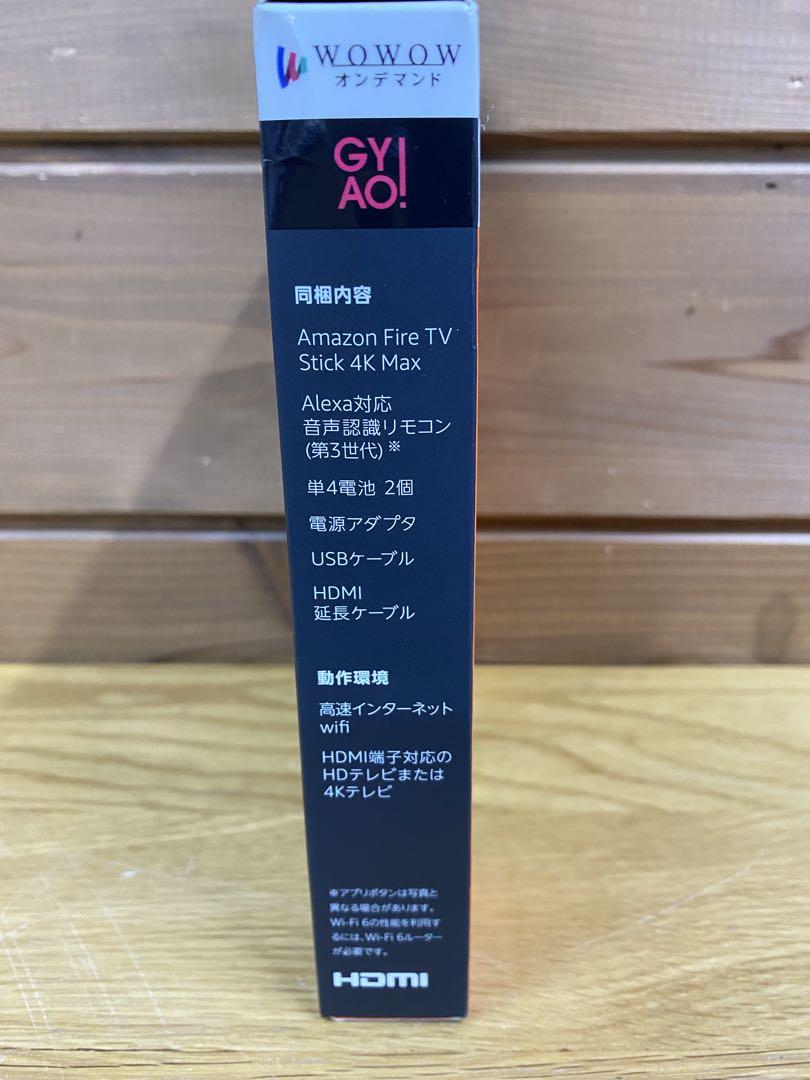 WOWOW
オンデマンド
GY
AO!
同梱内容
Amazon Fire TV
Stick 4K Max
Alexa対応
音声認識リモコン
(第3世代)※
単4電池 2個
電源アダプタ
USBケーブル
HDMI
延長ケーブル
動作環境
高速インターネット
wifi
HDMI端子対応の
HDテレビまたは
4Kテレビ
※アプリボタンは写真と
異なる場合があります。
Wi-Fi 6の性能を利用す
るには、Wi-Fi 6ルーター
が必要です。
HDMI